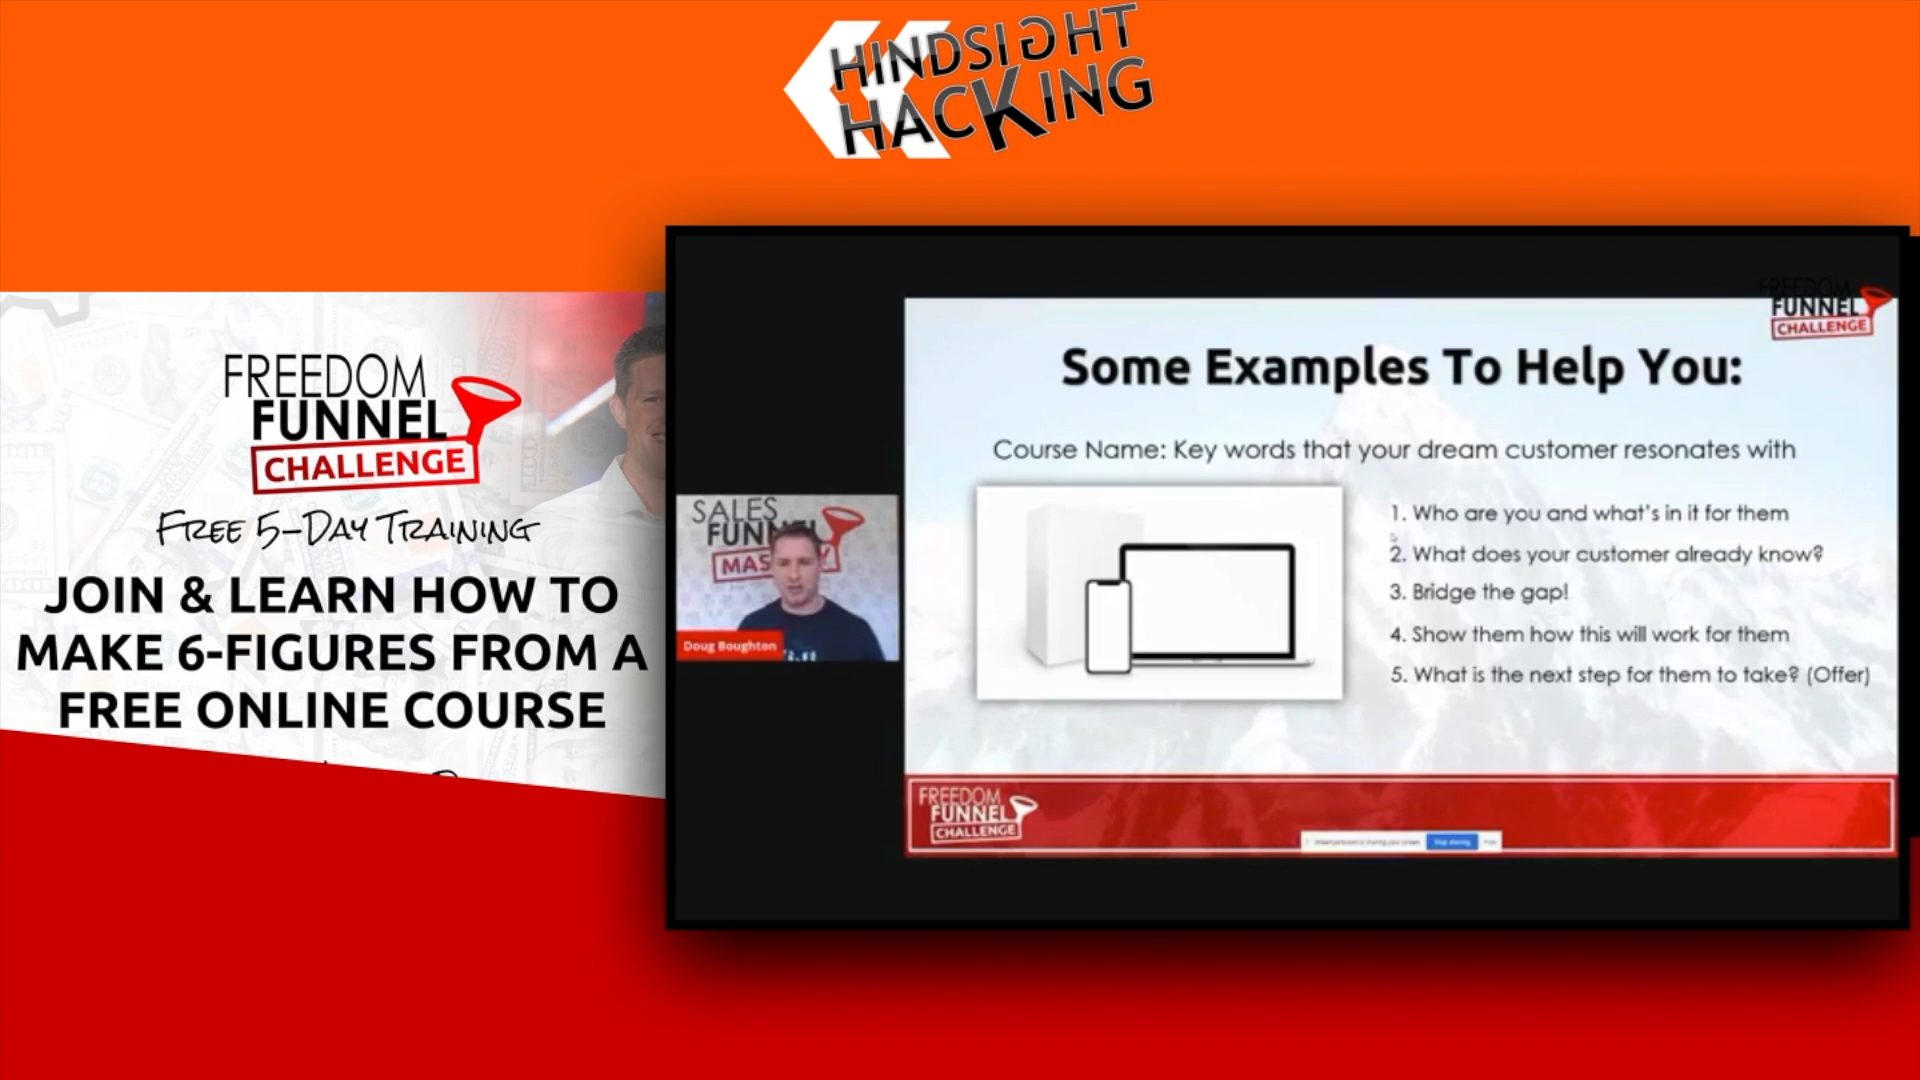 HINDSIGHT
HACKING
FREEDOM
FUNNEL
CHALLENGE
FREE 5-DAY TRAINING
JOIN & LEARN HOW TO
MAKE 6-FIGURES FROM A
FREE ONLINE COURSE
SALES
FUNNEL
MAS
Doug Boughton
FREEDOM
FUNNEL
CHALLENGE
Some Examples To Help You:
Course Name: Key words that your dream customer resonates with
1. Who are you and what's in it for them
2. What does your customer already know?
3. Bridge the gap!
4. Show them how this will work for them
5. What is the next step for them to take? (Offer)
FREEDOM
FUNNEL
CHALLENGE
Stop sharing